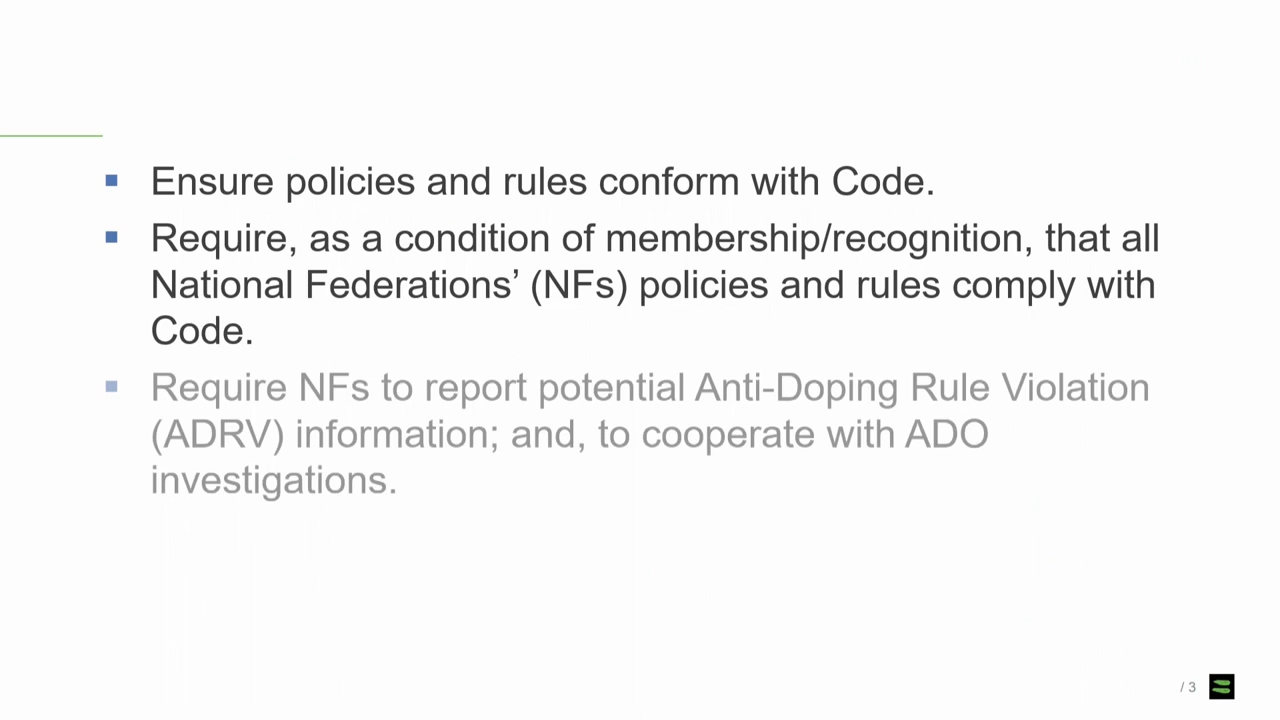 Ensure policies and rules conform with Code.
Require, as a condition of membership/recognition, that all
National Federations’ (NFs) policies and rules comply with
Code.
Require NFs to report potential Anti-Doping Rule Violation
(ADRV) information; and, to cooperate with ADO
investigations.
/ 3